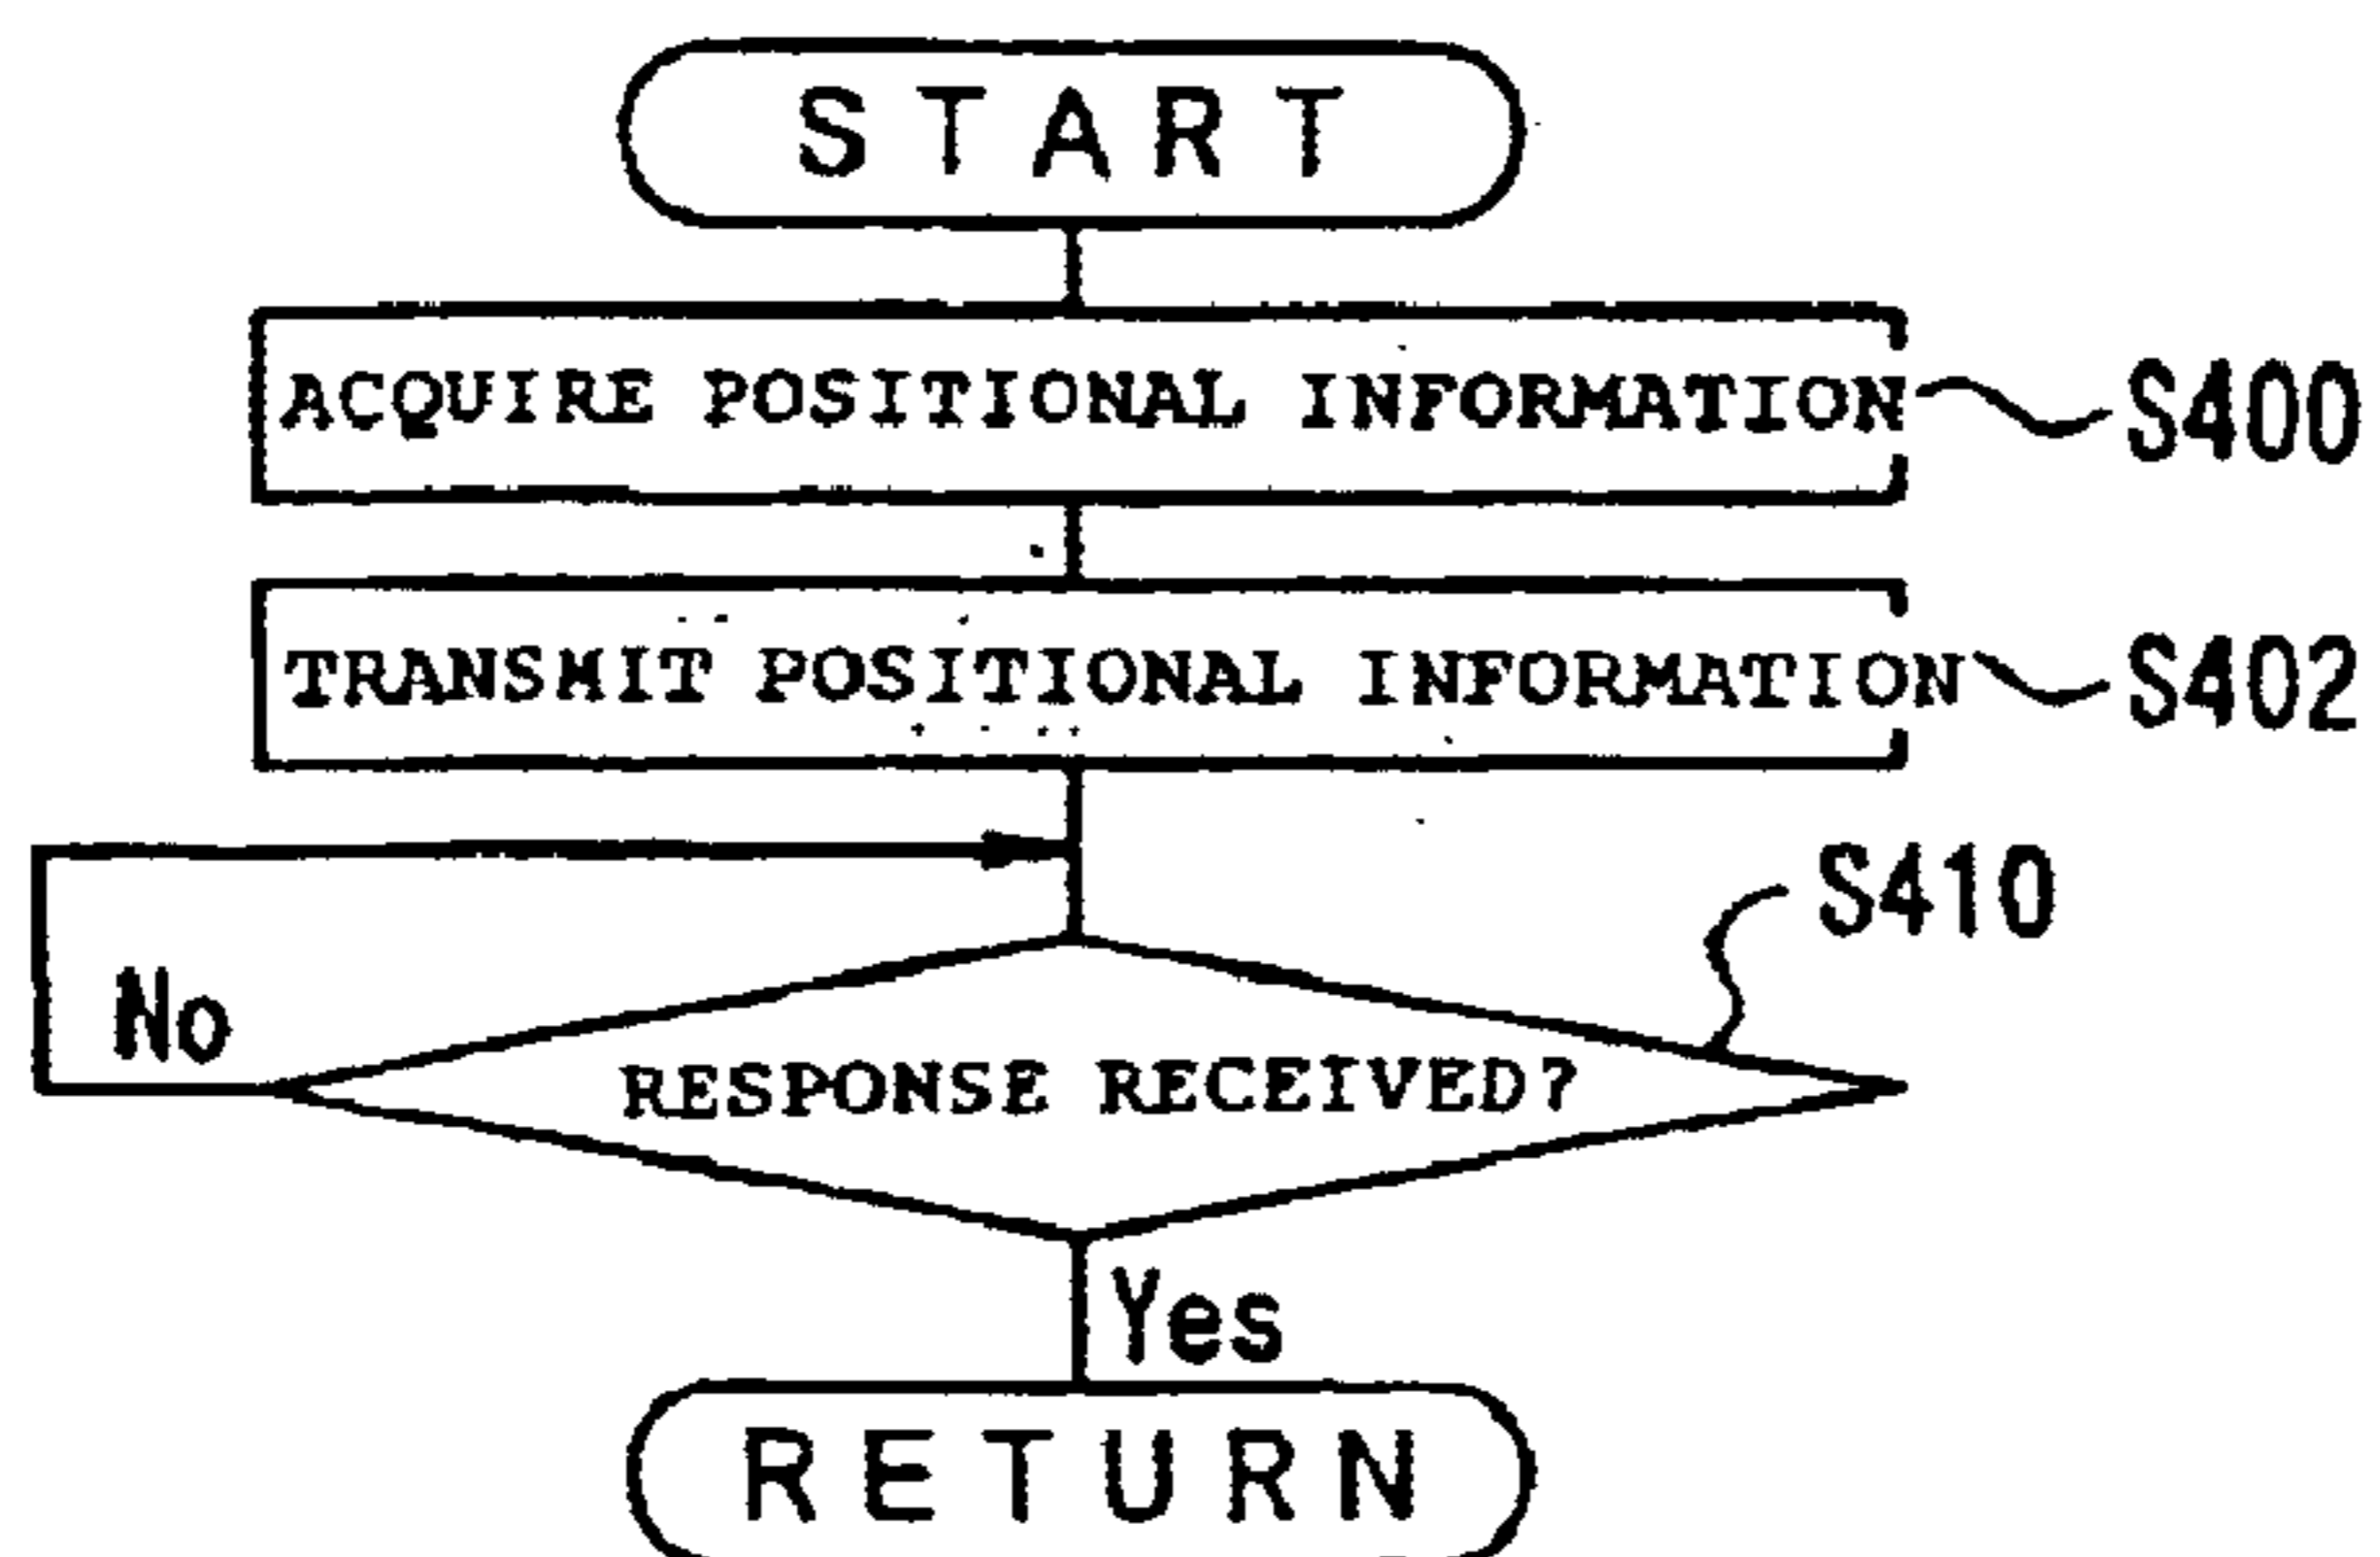 START
ACQUIRE POSITIONAL INFORMATION
S400
TRANSMIT POSITIONAL INFORMATION
S402
S410
No
RESPONSE RECEIVED?
Yes
RETURN